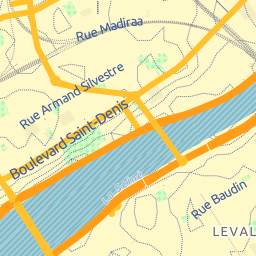 Rue Madiraa
Rue Armand Silvestre
Boulevard Saint-Denis
La Seine
Rue Baudin
LEVAL